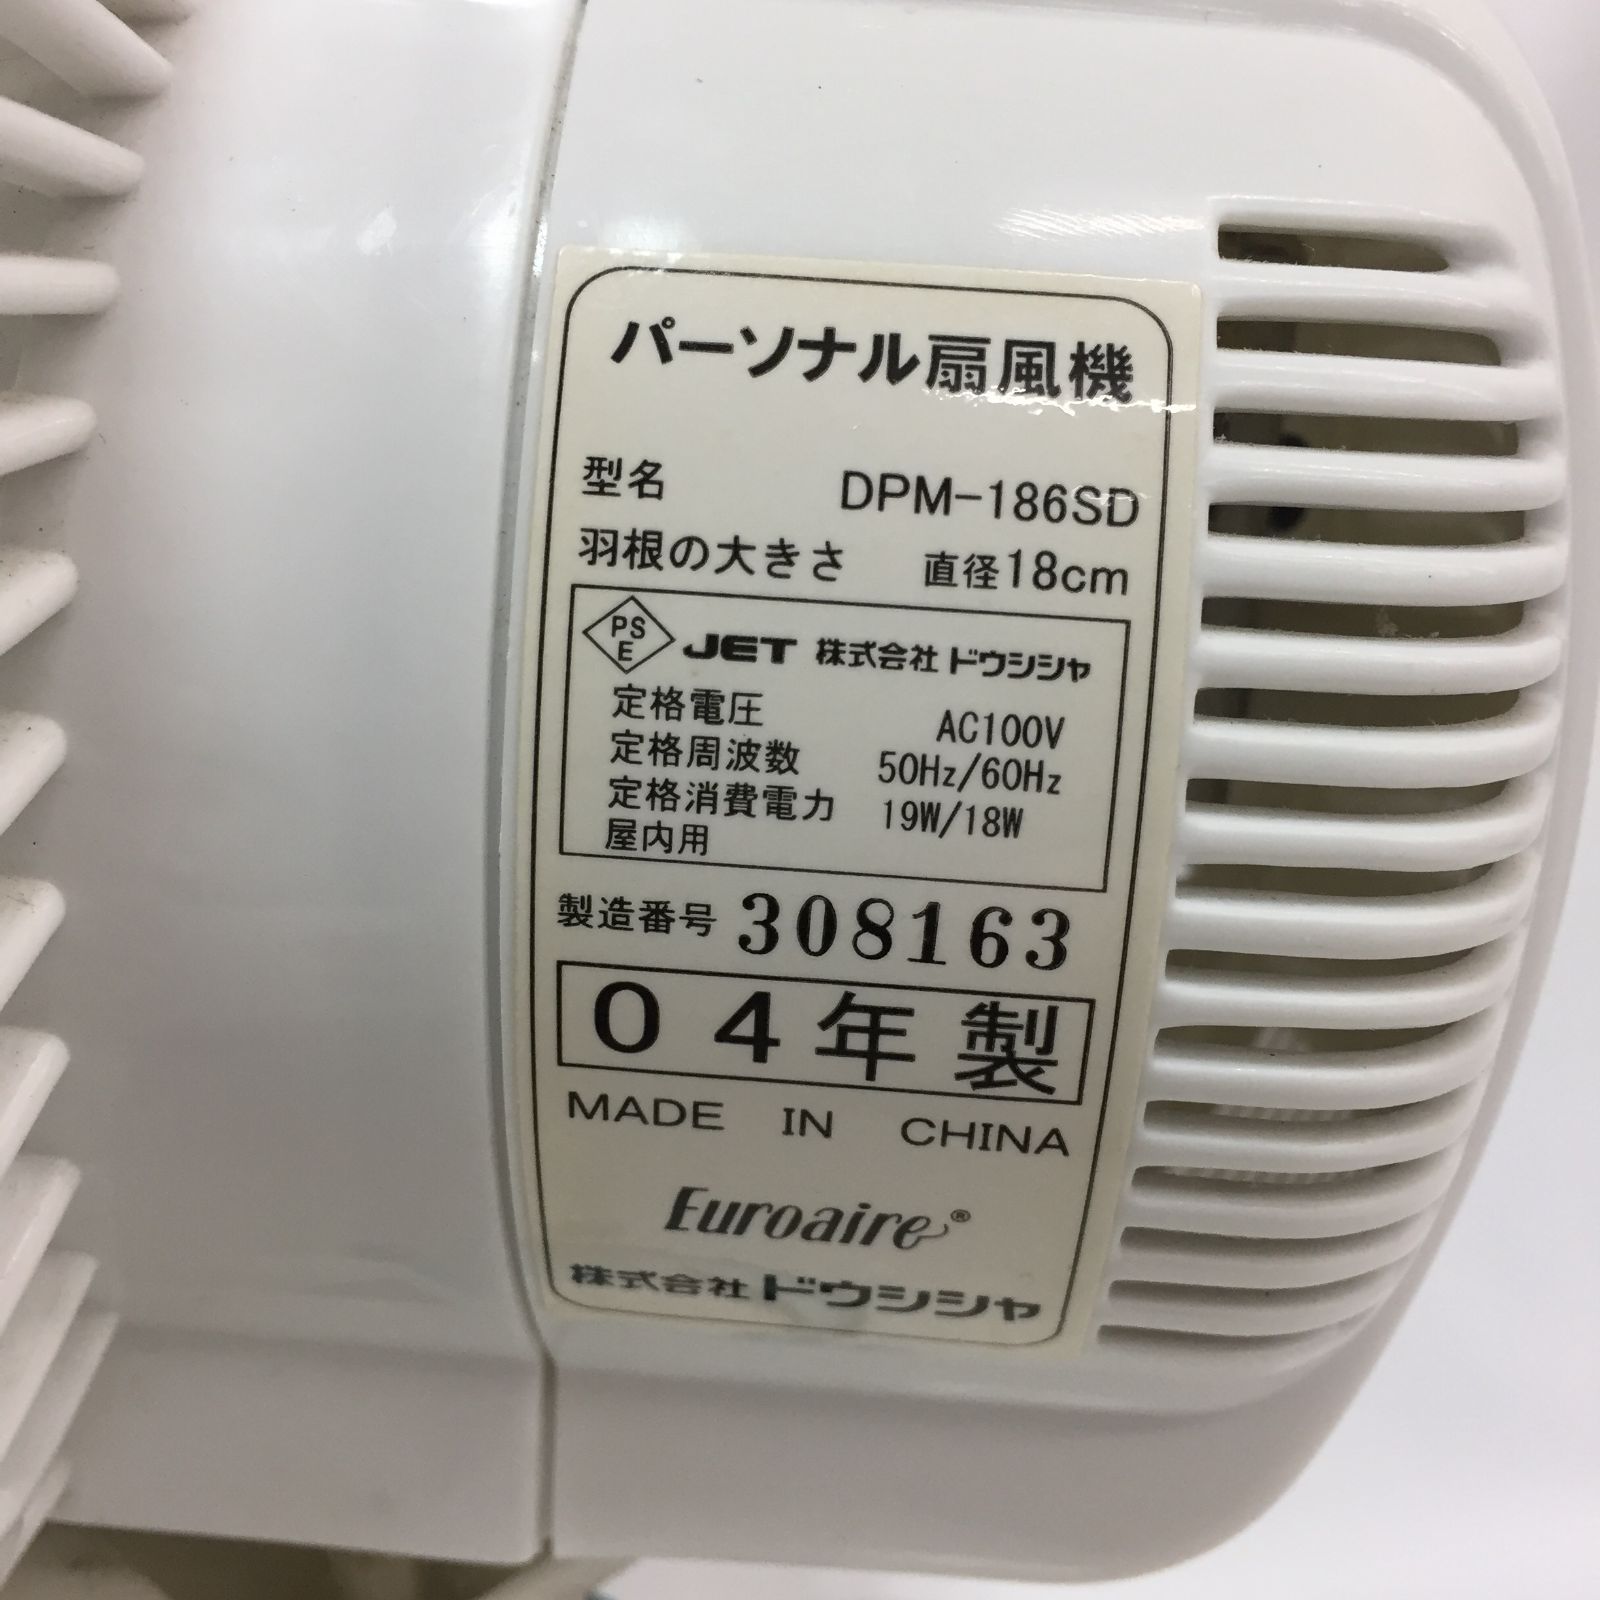 パーソナル扇風機
型名 DPM-186SD
羽根の大きさ 直径18cm
PS
E
JET 株式会社ドウシシャ
定格電圧 AC100V
定格周波数 50Hz/60Hz
定格消費電力 19W/18W
屋内用
製造番号 308163
04年製
MADE IN CHINA
Euroaire®
株式会社ドウシシャ